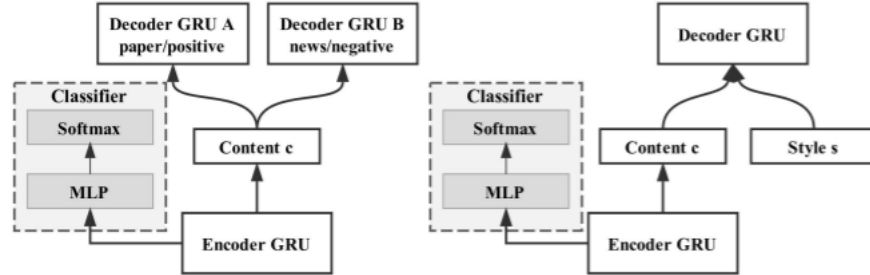 Decoder GRU A
paper/positive
Decoder GRU B
news/negative
Classifier
Softmax
Content c
MLP
Encoder GRU
Decoder GRU
Classifier
Softmax
Content c
Style s
MLP
Encoder GRU